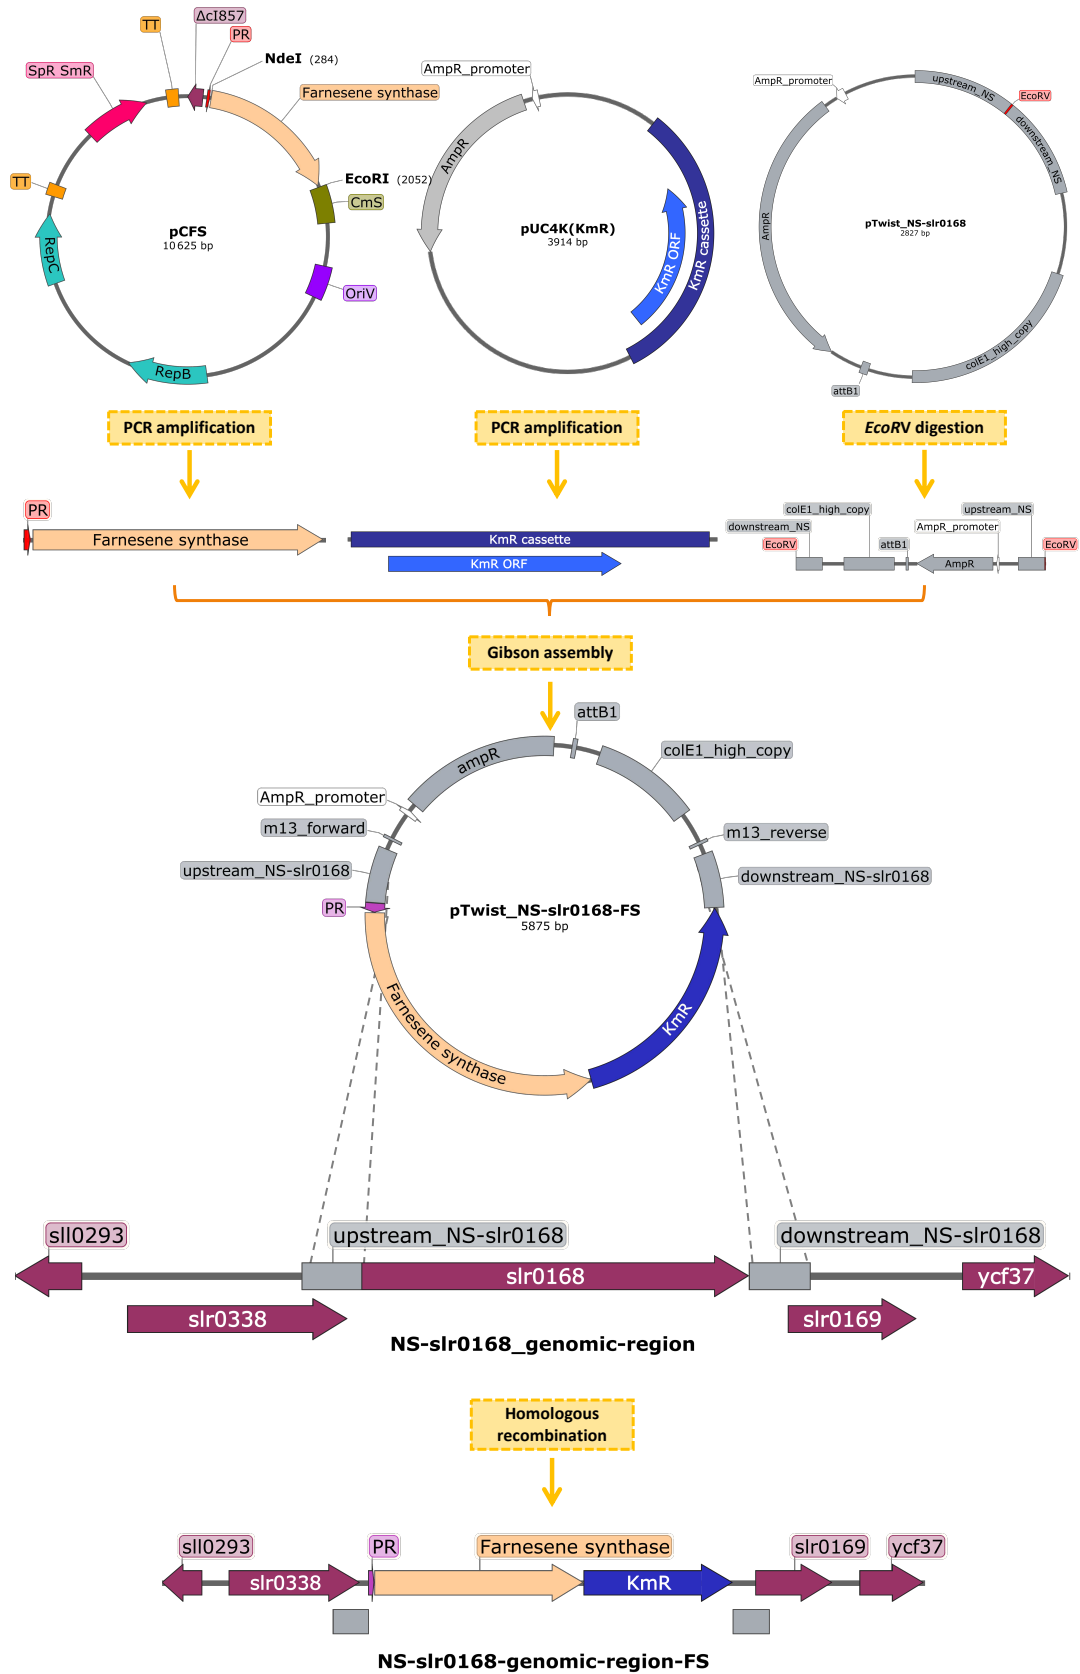 ΔcI857
TT
PR
NdeI (284)
SpR SmR
Farnesene synthase
TT
EcoRI (2052)
CmS
pCFS
10625 bp
RepC
OriV
RepB
AmpR_promoter
AmpR
pUC4K(KmR)
3914 bp
KmR ORF
KmR cassette
AmpR_promoter
upstream_NS
EcoRV
downstream_NS
AmpR
pTwist_NS-slr0168
2827 bp
colE1_high_copy
attB1
PCR amplification
PCR amplification
EcoRV digestion
PR
Farnesene synthase
KmR cassette
KmR ORF
colE1_high_copy
upstream_NS
downstream_NS
AmpR_promoter
EcoRV
attB1
EcoRV
AmpR
Gibson assembly
attB1
ampR
colE1_high_copy
AmpR_promoter
m13_forward
m13_reverse
upstream_NS-slr0168
downstream_NS-slr0168
PR
pTwist_NS-slr0168-FS
5875 bp
Farnesene synthase
KmR
sll0293
upstream_NS-slr0168
downstream_NS-slr0168
slr0168
ycf37
slr0338
slr0169
NS-slr0168_genomic-region
Homologous
recombination
sll0293
PR
Farnesene synthase
slr0169
ycf37
slr0338
KmR
NS-slr0168-genomic-region-FS